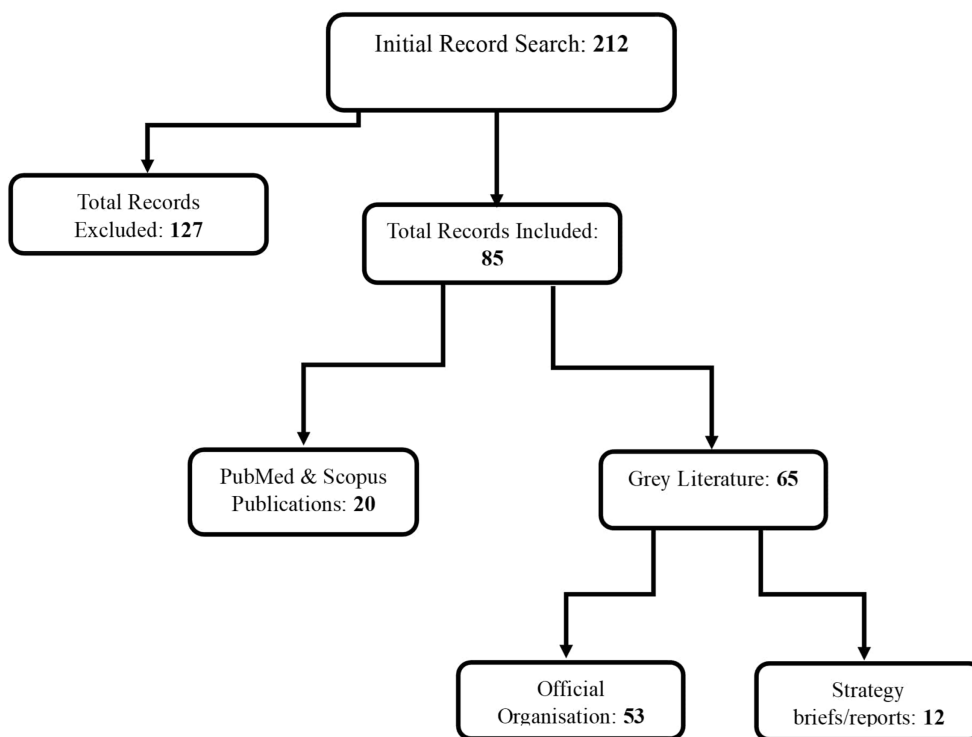 Initial Record Search: 212
Total Records
Excluded: 127
Total Records Included:
85
PubMed & Scopus
Publications: 20
Grey Literature: 65
Official
Organisation: 53
Strategy
briefs/reports: 12